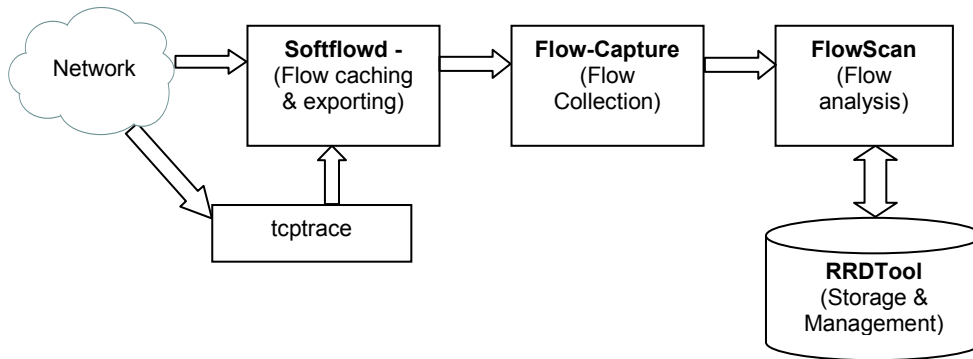 Network
Softflowd -
(Flow caching
& exporting)
Flow-Capture
(Flow
Collection)
FlowScan
(Flow
analysis)
tcptrace
RRDTool
(Storage &
Management)